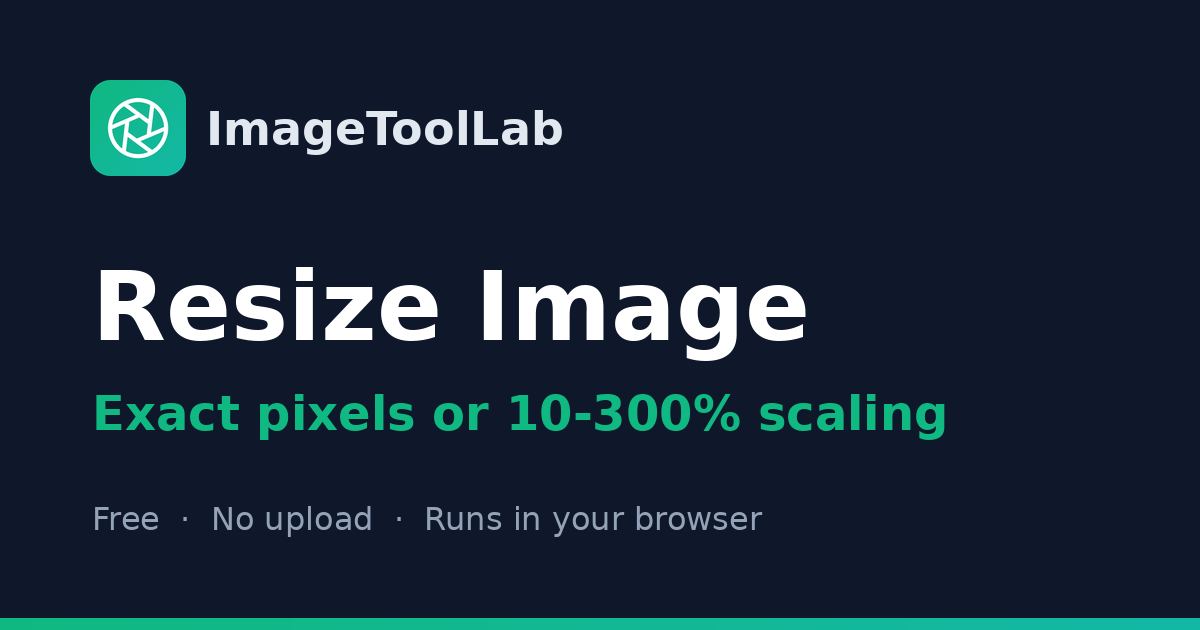 ImageToolLab
Resize Image
Exact pixels or 10-300% scaling
Free · No upload · Runs in your browser